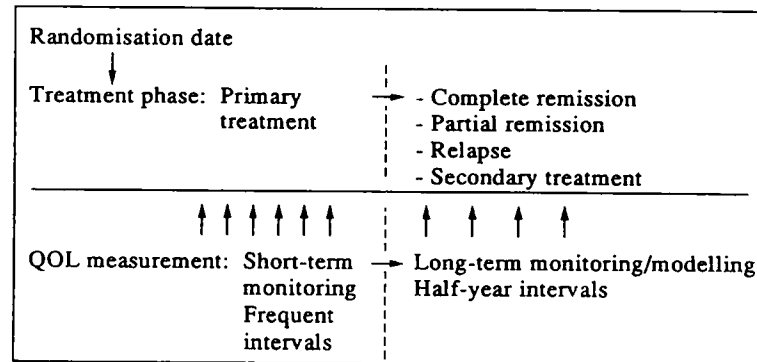 Randomisation date
Treatment phase: Primary
treatment
- Complete remission
- Partial remission
- Relapse
- Secondary treatment
QOL measurement: Short-term
monitoring
Frequent
intervals
Long-term monitoring/modelling
Half-year intervals